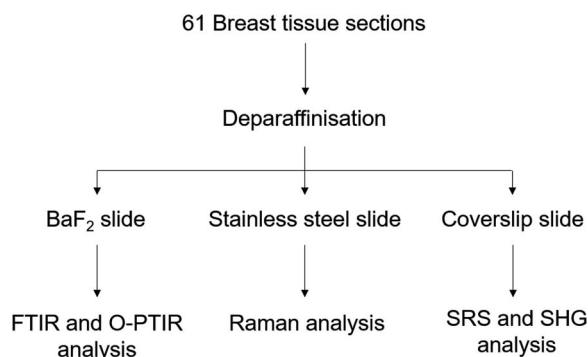 61 Breast tissue sections
Deparaffinisation
BaF₂ slide
Stainless steel slide
Coverslip slide
FTIR and O-PTIR
analysis
Raman analysis
SRS and SHG
analysis